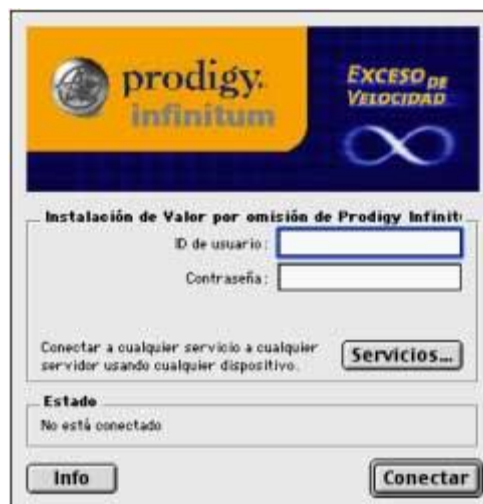 prodigy.
infinitum
EXCESO DE
VELOCIDAD
Instalación de Valor por omisión de Prodigy Infinit
ID de usuario:
Contraseña:
Conectar a cualquier servicio a cualquier
servidor usando cualquier dispositivo.
Servicios...
Estado
No está conectado
Info
Conectar